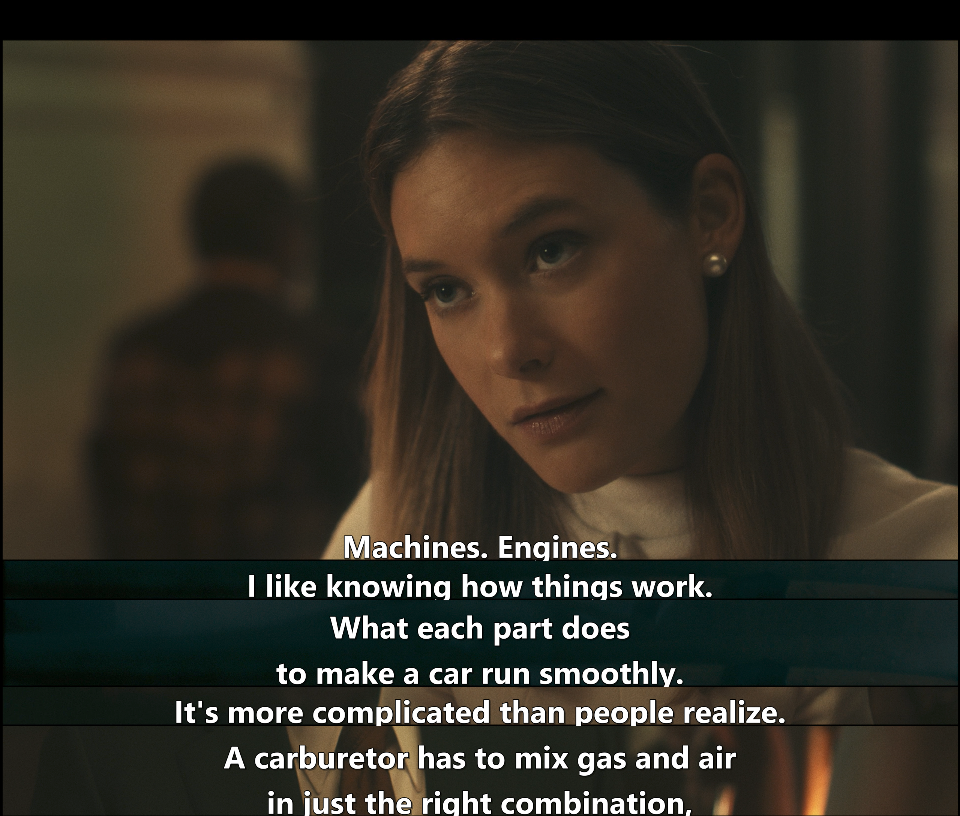 Machines. Engines.
I like knowing how things work.
What each part does
to make a car run smoothly.
It's more complicated than people realize.
A carburetor has to mix gas and air
in just the right combination,